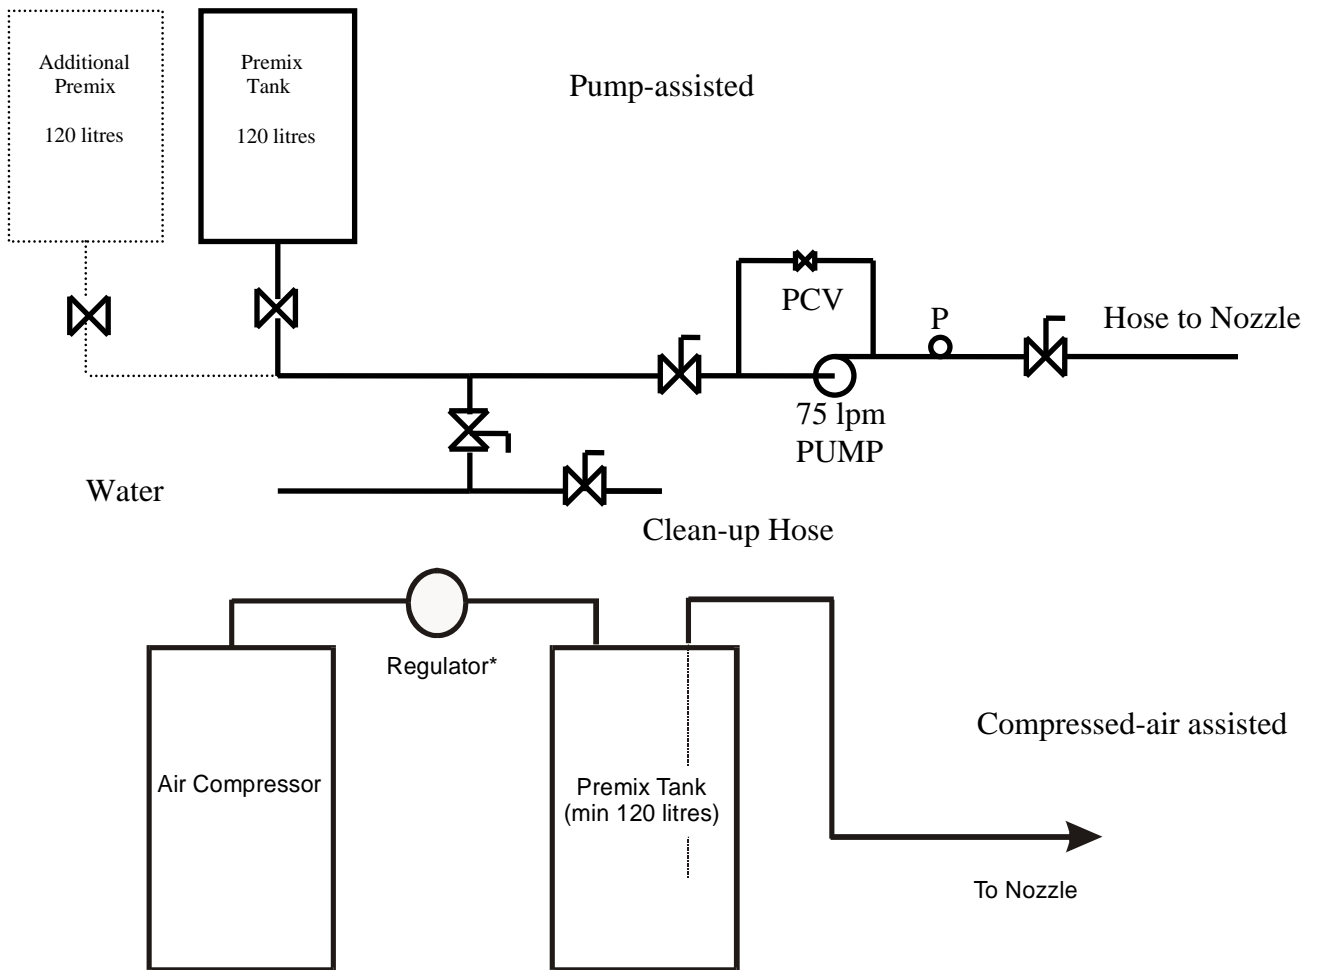 Additional
Premix
120 litres
Premix
Tank
120 litres
Pump-assisted
PCV
P
Hose to Nozzle
75 lpm
PUMP
Water
Clean-up Hose
Regulator*
Compressed-air assisted
Air Compressor
Premix Tank
(min 120 litres)
To Nozzle